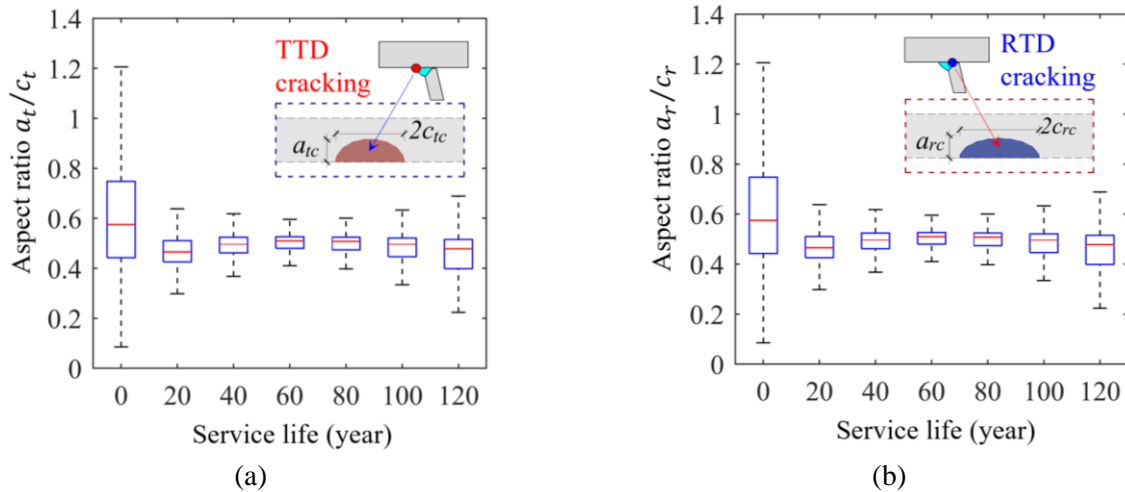 1.4
1.2
1
0.8
0.6
0.4
0.2
0
Aspect ratio a_t/c_t
TTD
cracking
a_tc
2c_tc
0 20 40 60 80 100 120
Service life (year)
(a)
1.4
1.2
1
0.8
0.6
0.4
0.2
0
Aspect ratio a_r/c_r
RTD
cracking
a_rc
2c_rc
0 20 40 60 80 100 120
Service life (year)
(b)